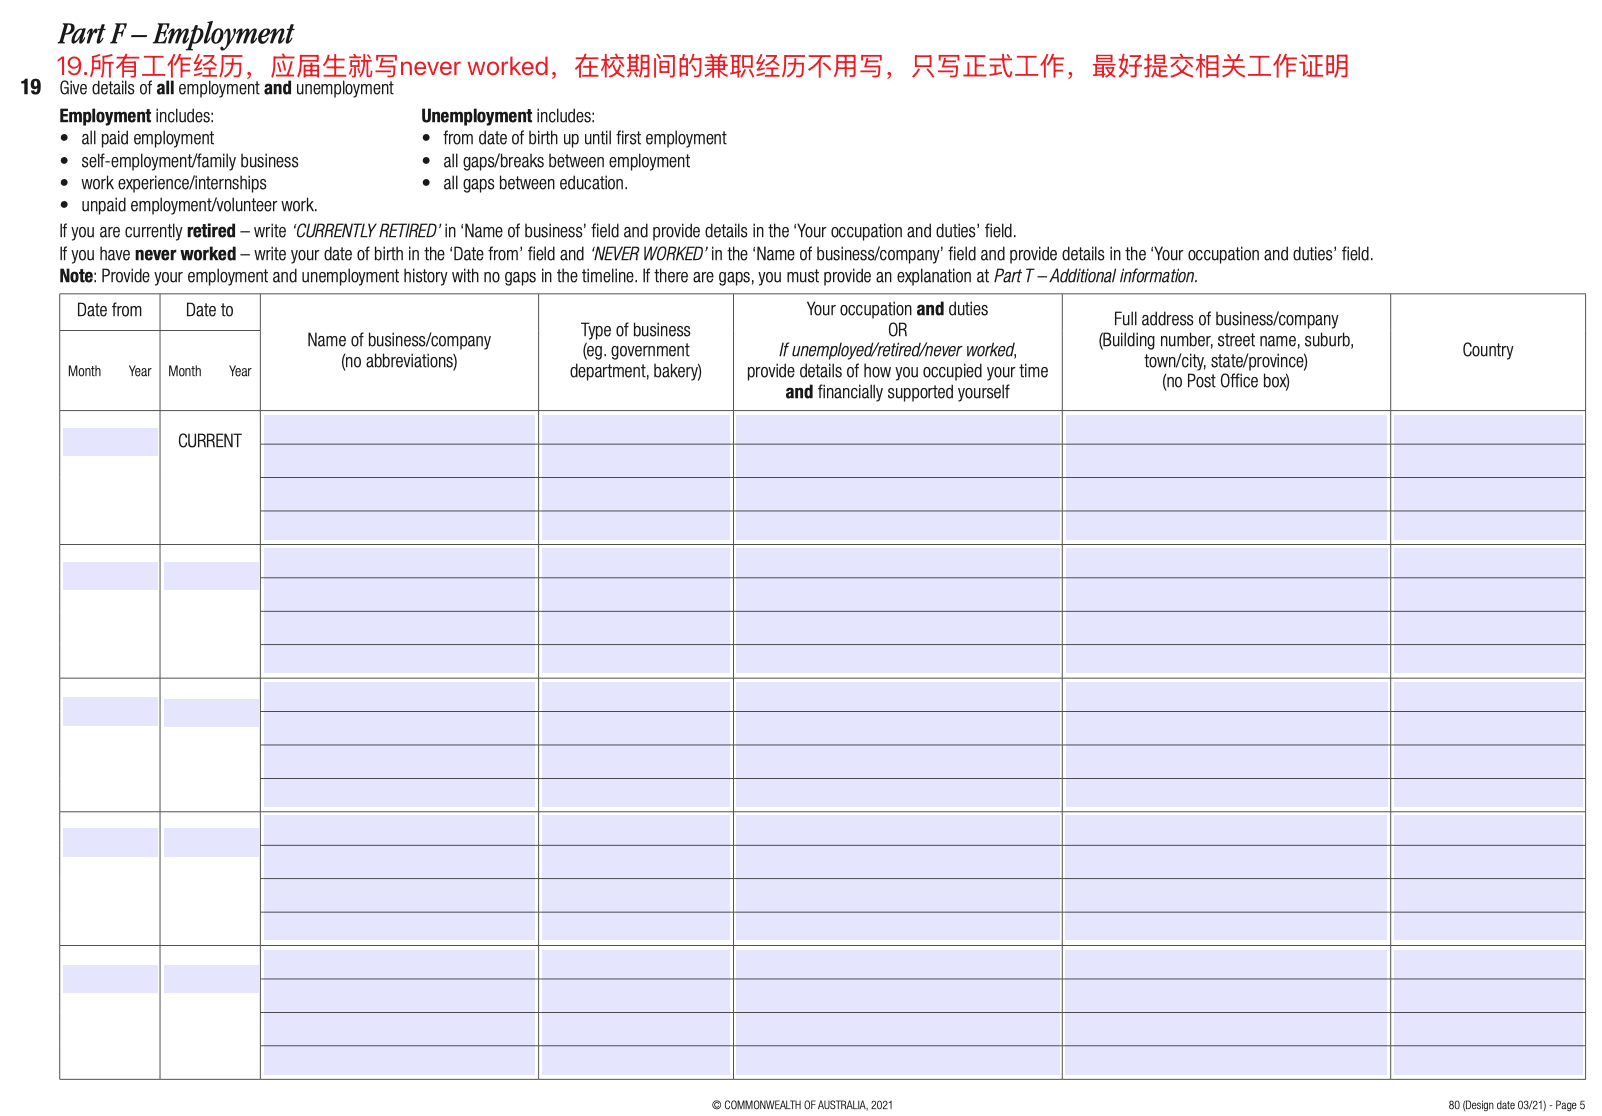 Part F – Employment
19.所有工作经历，应届生就写never worked，在校期间的兼职经历不用写，只写正式工作，最好提交相关工作证明
19 Give details of all employment and unemployment
Employment includes:
• all paid employment
• self-employment/family business
• work experience/internships
• unpaid employment/volunteer work.
Unemployment includes:
• from date of birth up until first employment
• all gaps/breaks between employment
• all gaps between education.
If you are currently retired – write ‘CURRENTLY RETIRED’ in ‘Name of business’ field and provide details in the ‘Your occupation and duties’ field.
If you have never worked – write your date of birth in the ‘Date from’ field and ‘NEVER WORKED’ in the ‘Name of business/company’ field and provide details in the ‘Your occupation and duties’ field.
Note: Provide your employment and unemployment history with no gaps in the timeline. If there are gaps, you must provide an explanation at Part T – Additional information.
Date from
Month Year
Date to
Month Year
Name of business/company
(no abbreviations)
Type of business
(eg. government
department, bakery)
Your occupation and duties
OR
If unemployed/retired/never worked,
provide details of how you occupied your time
and financially supported yourself
Full address of business/company
(Building number, street name, suburb,
town/city, state/province)
(no Post Office box)
Country
CURRENT
© COMMONWEALTH OF AUSTRALIA, 2021
80 (Design date 03/21) - Page 5